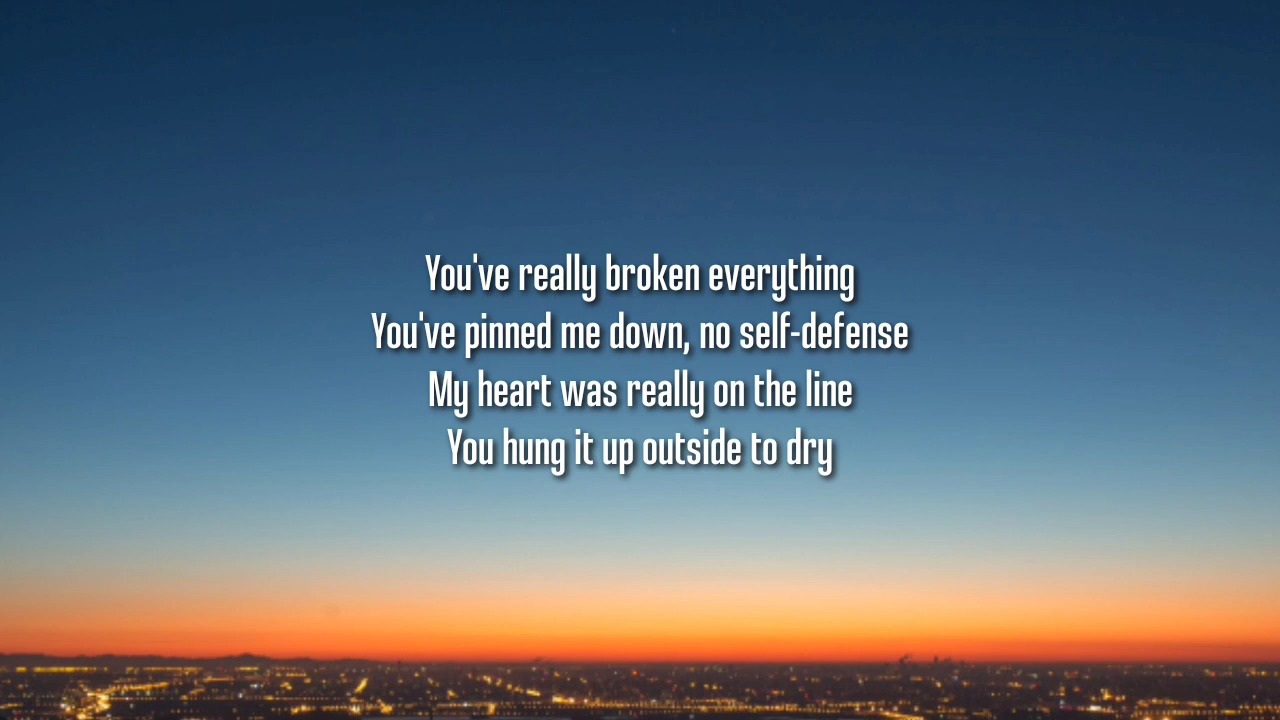 You've really broken everything
You've pinned me down, no self-defense
My heart was really on the line
You hung it up outside to dry